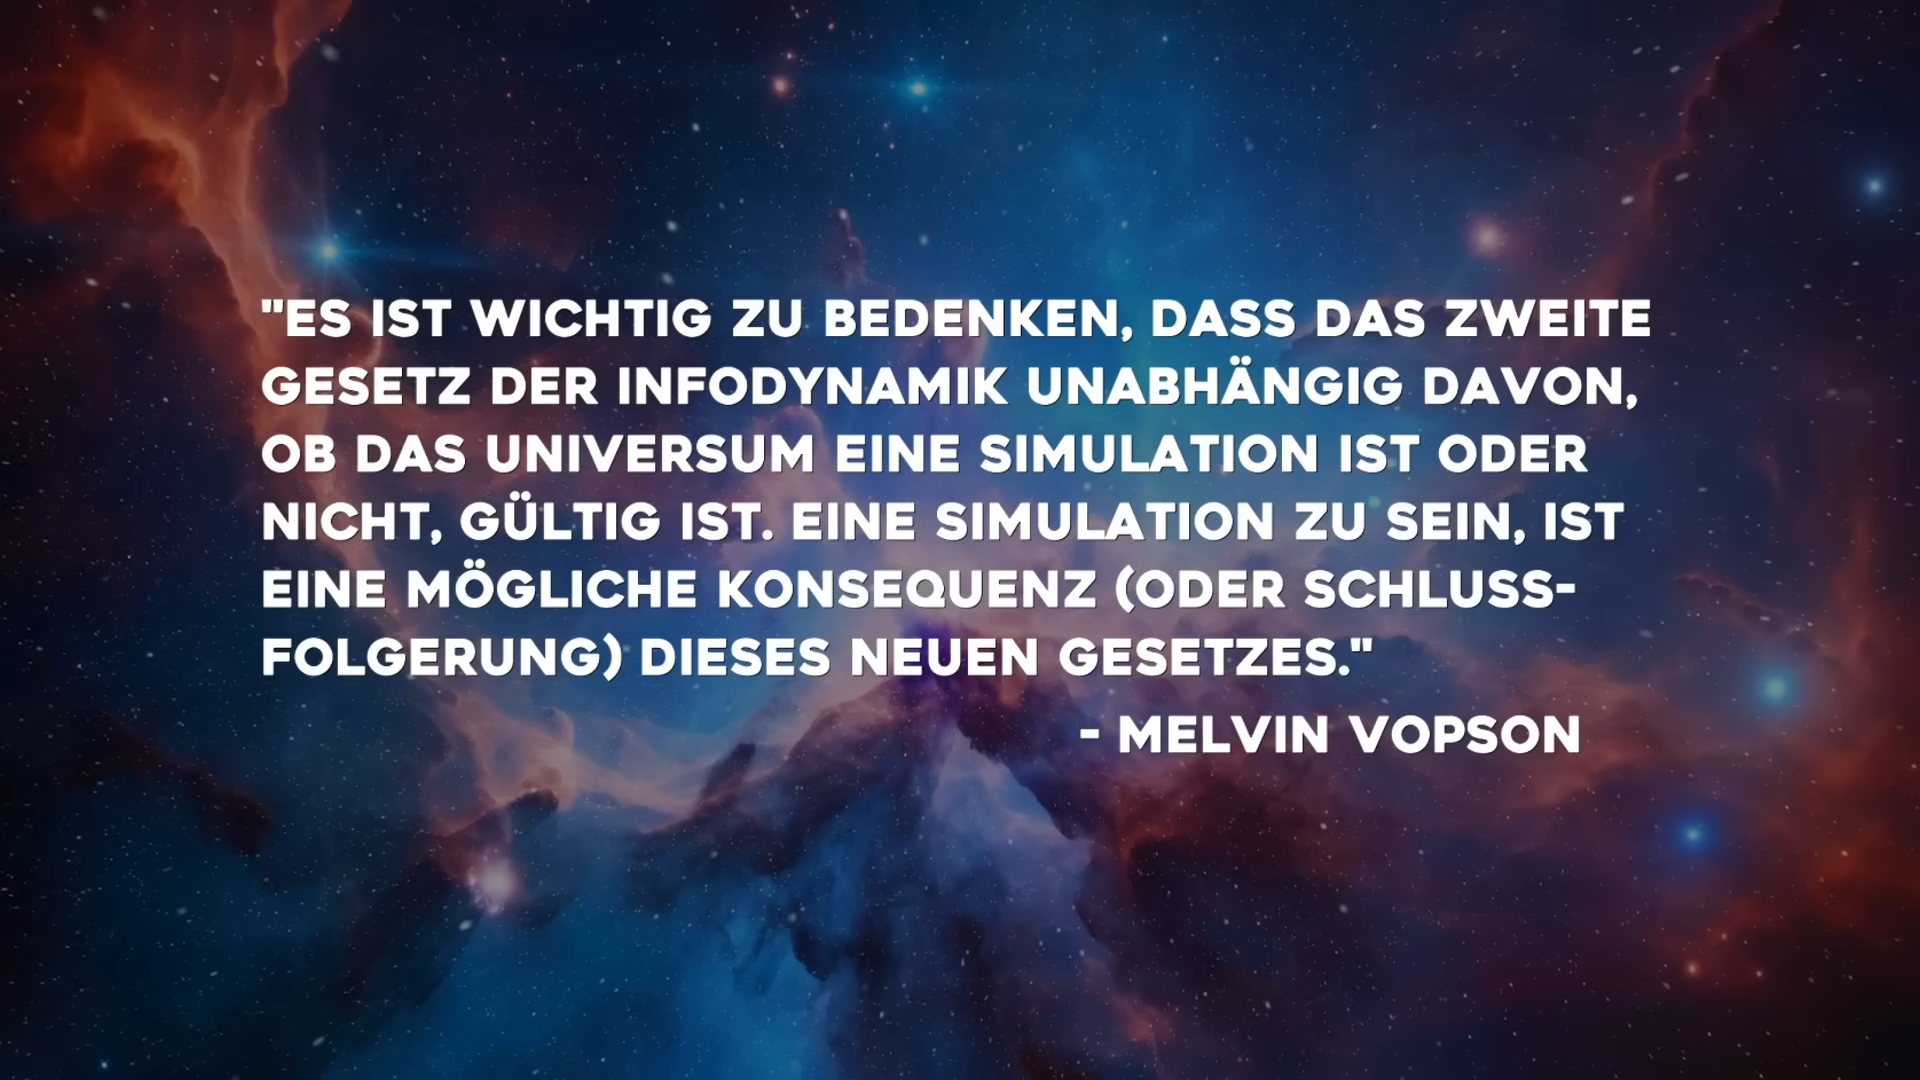 "ES IST WICHTIG ZU BEDENKEN, DASS DAS ZWEITE
GESETZ DER INFODYNAMIK UNABHÄNGIG DAVON,
OB DAS UNIVERSUM EINE SIMULATION IST ODER
NICHT, GÜLTIG IST. EINE SIMULATION ZU SEIN, IST
EINE MÖGLICHE KONSEQUENZ (ODER SCHLUSS-
FOLGERUNG) DIESES NEUEN GESETZES."
- MELVIN VOPSON